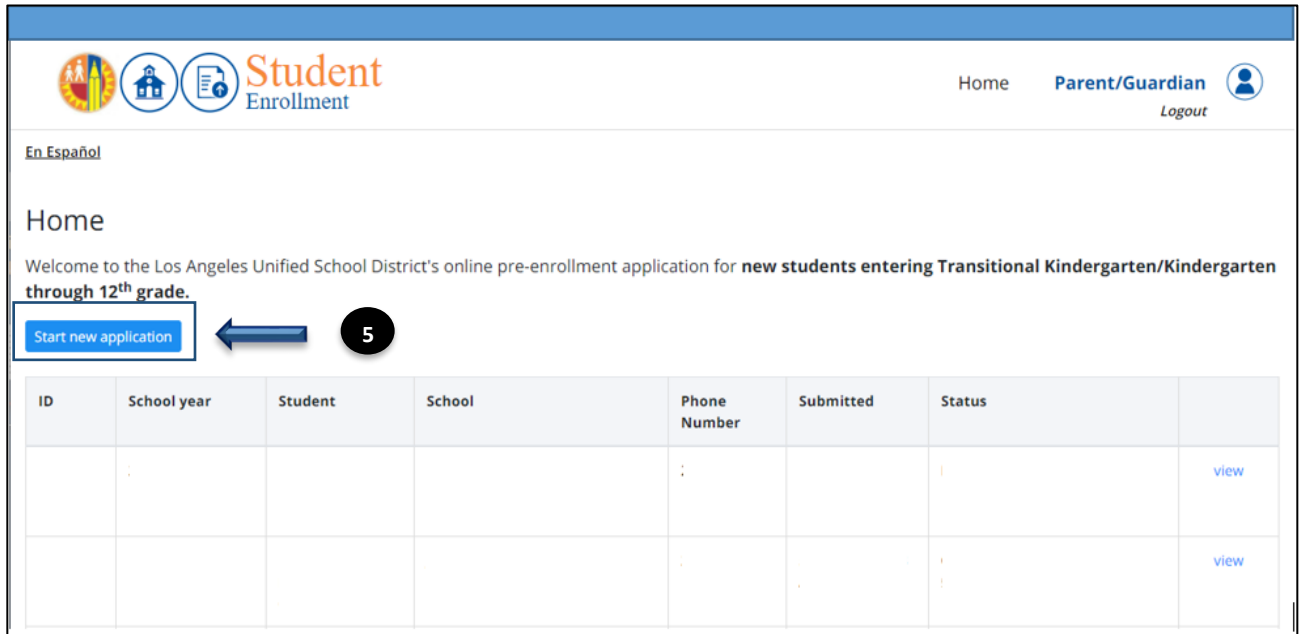 Student
Enrollment
Home
Parent/Guardian
Logout
En Español
Home
Welcome to the Los Angeles Unified School District's online pre-enrollment application for new students entering Transitional Kindergarten/Kindergarten
through 12th grade.
Start new application
5
ID School year Student School Phone Number Submitted Status
view
view